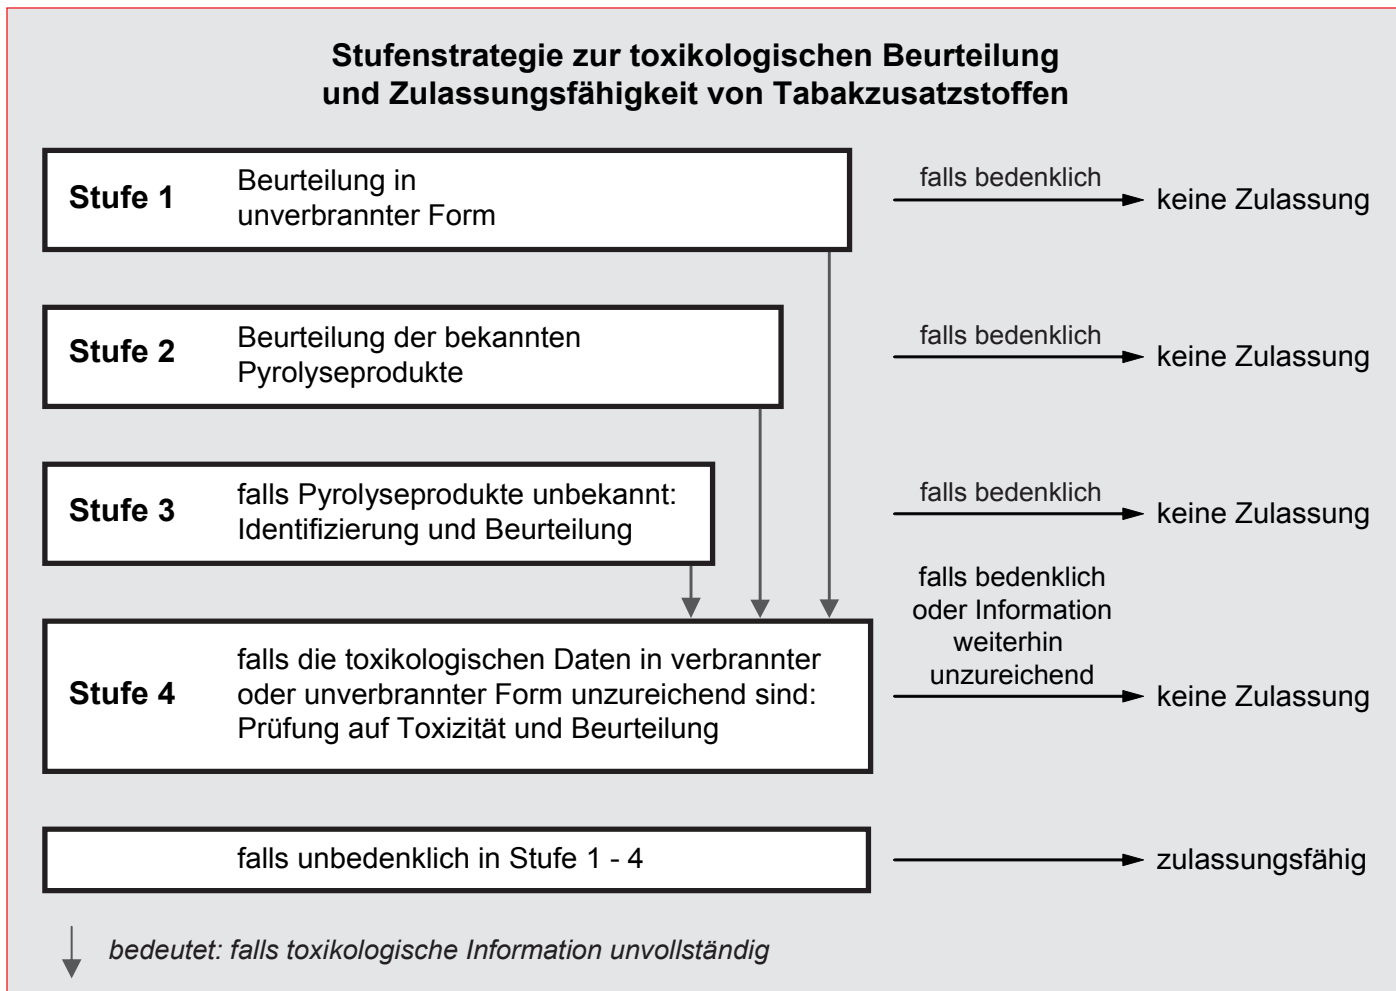 Stufenstrategie zur toxikologischen Beurteilung
und Zulassungsfähigkeit von Tabakzusatzstoffen
Stufe 1
Beurteilung in
unverbrannter Form
falls bedenklich
keine Zulassung
Stufe 2
Beurteilung der bekannten
Pyrolyseprodukte
falls bedenklich
keine Zulassung
Stufe 3
falls Pyrolyseprodukte unbekannt:
Identifizierung und Beurteilung
falls bedenklich
keine Zulassung
Stufe 4
falls die toxikologischen Daten in verbrannter
oder unverbrannter Form unzureichend sind:
Prüfung auf Toxizität und Beurteilung
falls bedenklich
oder Information
weiterhin
unzureichend
keine Zulassung
falls unbedenklich in Stufe 1 - 4
zulassungsfähig
bedeutet: falls toxikologische Information unvollständig